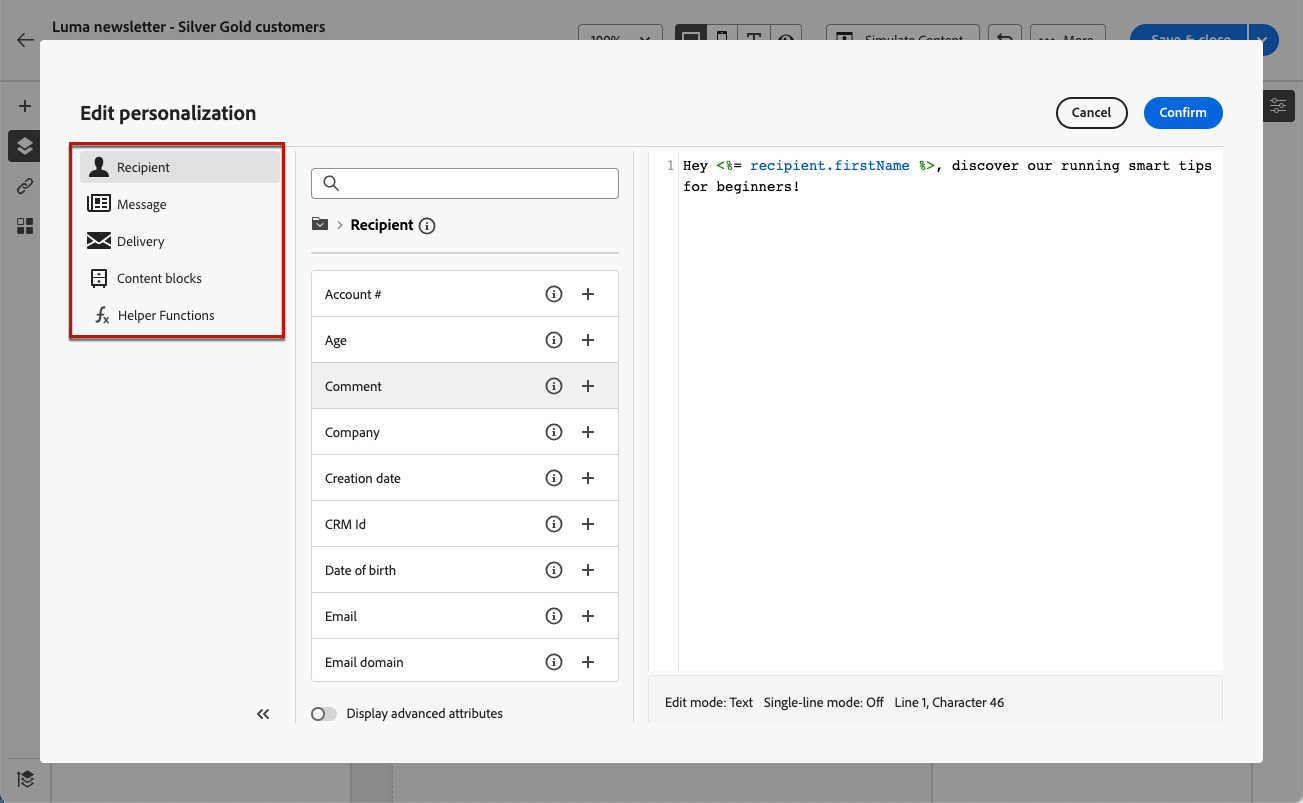 Luma newsletter - Silver Gold customers
100%
Simulate Content
More
Save & close
Edit personalization
Cancel
Confirm
Recipient
Message
Delivery
Content blocks
Helper Functions
Recipient
Account #
Age
Comment
Company
Creation date
CRM Id
Date of birth
Email
Email domain
Display advanced attributes
1 Hey <%= recipient.firstName %>, discover our running smart tips
for beginners!
Edit mode: Text Single-line mode: Off Line 1, Character 46